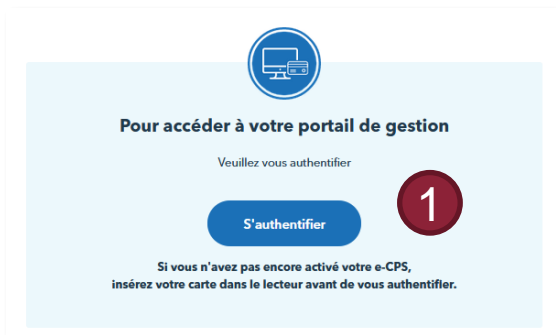 Pour accéder à votre portail de gestion
Veuillez vous authentifier
S'authentifier
1
Si vous n'avez pas encore activé votre e-CPS,
insérez votre carte dans le lecteur avant de vous authentifier.